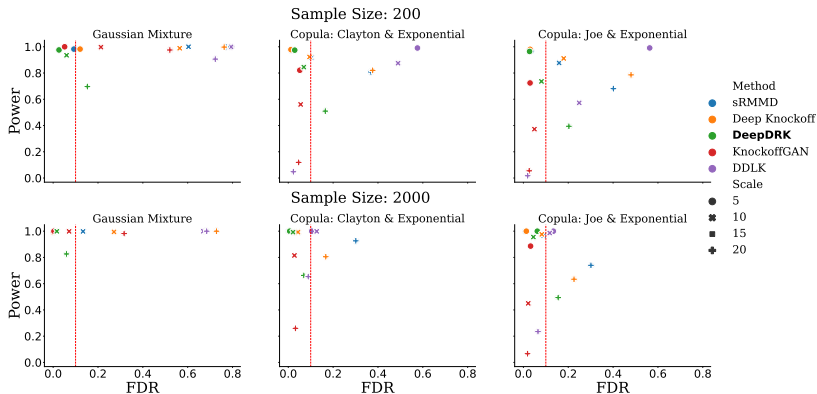 Sample Size: 200
Gaussian Mixture
Copula: Clayton & Exponential
Copula: Joe & Exponential
Power
1.0
0.8
0.6
0.4
0.2
0.0
Method
sRMMD
Deep Knockoff
DeepDRK
KnockoffGAN
DDLK
Scale
5
10
15
20
Sample Size: 2000
Gaussian Mixture
Copula: Clayton & Exponential
Copula: Joe & Exponential
Power
1.0
0.8
0.6
0.4
0.2
0.0
0.0 0.2 0.4 0.6 0.8
0.0 0.2 0.4 0.6 0.8
0.0 0.2 0.4 0.6 0.8
FDR
FDR
FDR